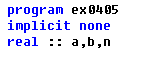 program ex0405
implicit none
real :: a,b,n